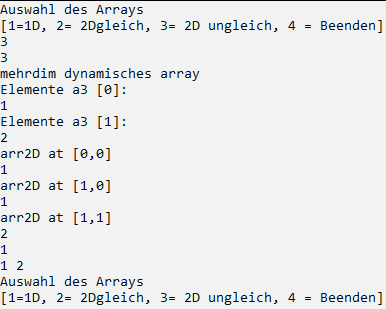 Auswahl des Arrays
[1=1D, 2= 2Dgleich, 3= 2D ungleich, 4 = Beenden]
3
3
mehrdim dynamisches array
Elemente a3 [0]:
1
Elemente a3 [1]:
2
arr2D at [0,0]
1
arr2D at [1,0]
1
arr2D at [1,1]
2
1
1 2
Auswahl des Arrays
[1=1D, 2= 2Dgleich, 3= 2D ungleich, 4 = Beenden]